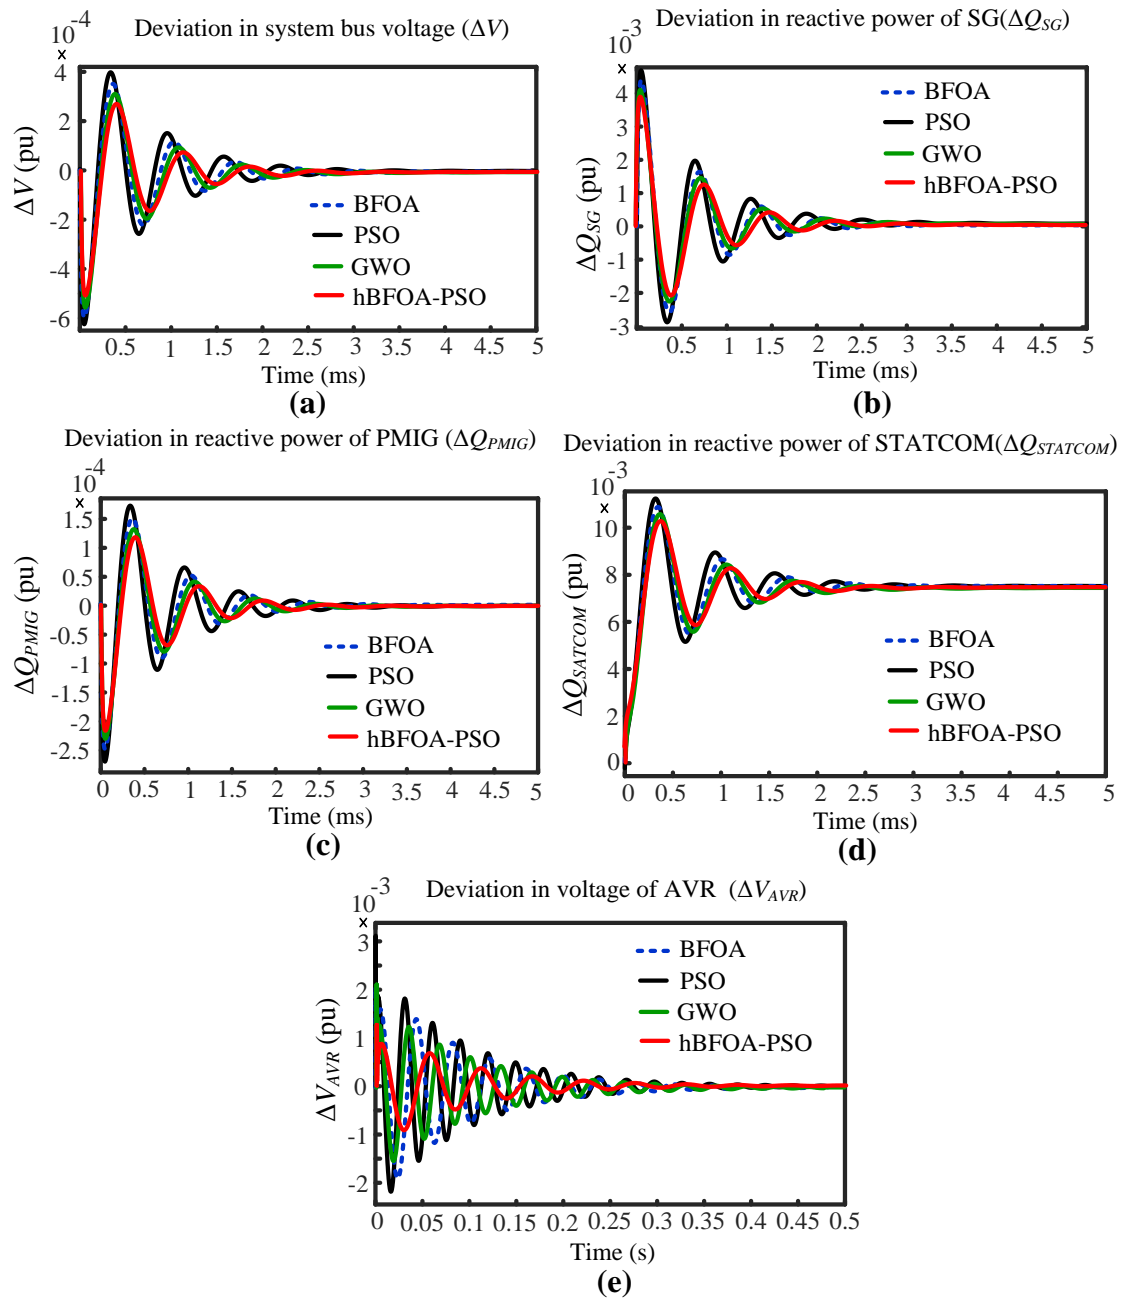 Deviation in system bus voltage (ΔV)
10^-4
x
4
2
0
-2
-4
-6
ΔV (pu)
BFOA
PSO
GWO
hBFOA-PSO
0.5 1 1.5 2 2.5 3 3.5 4 4.5 5
Time (ms)
(a)
Deviation in reactive power of SG(ΔQSG)
10^-3
x
4
3
2
1
0
-1
-2
-3
ΔQSG (pu)
BFOA
PSO
GWO
hBFOA-PSO
0.5 1 1.5 2 2.5 3 3.5 4 4.5 5
Time (ms)
(b)
Deviation in reactive power of PMIG (ΔQPMIG)
10^-4
x
1.5
1
0.5
0
-0.5
-1
-1.5
-2
-2.5
ΔQPMIG (pu)
BFOA
PSO
GWO
hBFOA-PSO
0 0.5 1 1.5 2 2.5 3 3.5 4 4.5 5
Time (ms)
(c)
Deviation in reactive power of STATCOM(ΔQSTATCOM)
10^-3
x
10
8
6
4
2
0
ΔQSATCOM (pu)
BFOA
PSO
GWO
hBFOA-PSO
0 0.5 1 1.5 2 2.5 3 3.5 4 4.5 5
Time (ms)
(d)
Deviation in voltage of AVR (ΔVAVR)
10^-3
x
3
2
1
0
-1
-2
ΔVAVR (pu)
BFOA
PSO
GWO
hBFOA-PSO
0 0.05 0.1 0.15 0.2 0.25 0.3 0.35 0.4 0.45 0.5
Time (s)
(e)